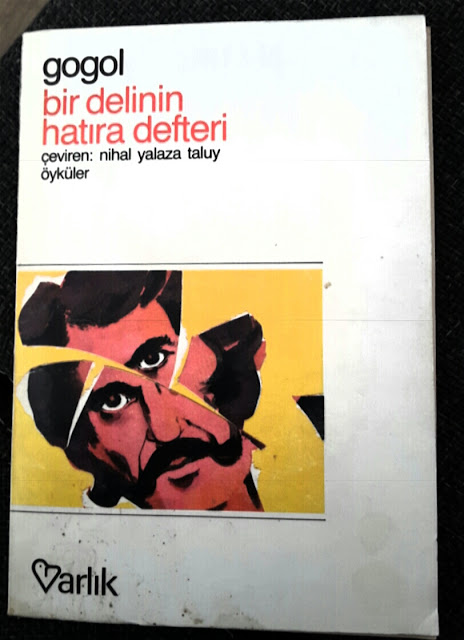 gogol
bir delinin
hatıra defteri
çeviren: nihal yalaza taluy
öyküler
Varlık